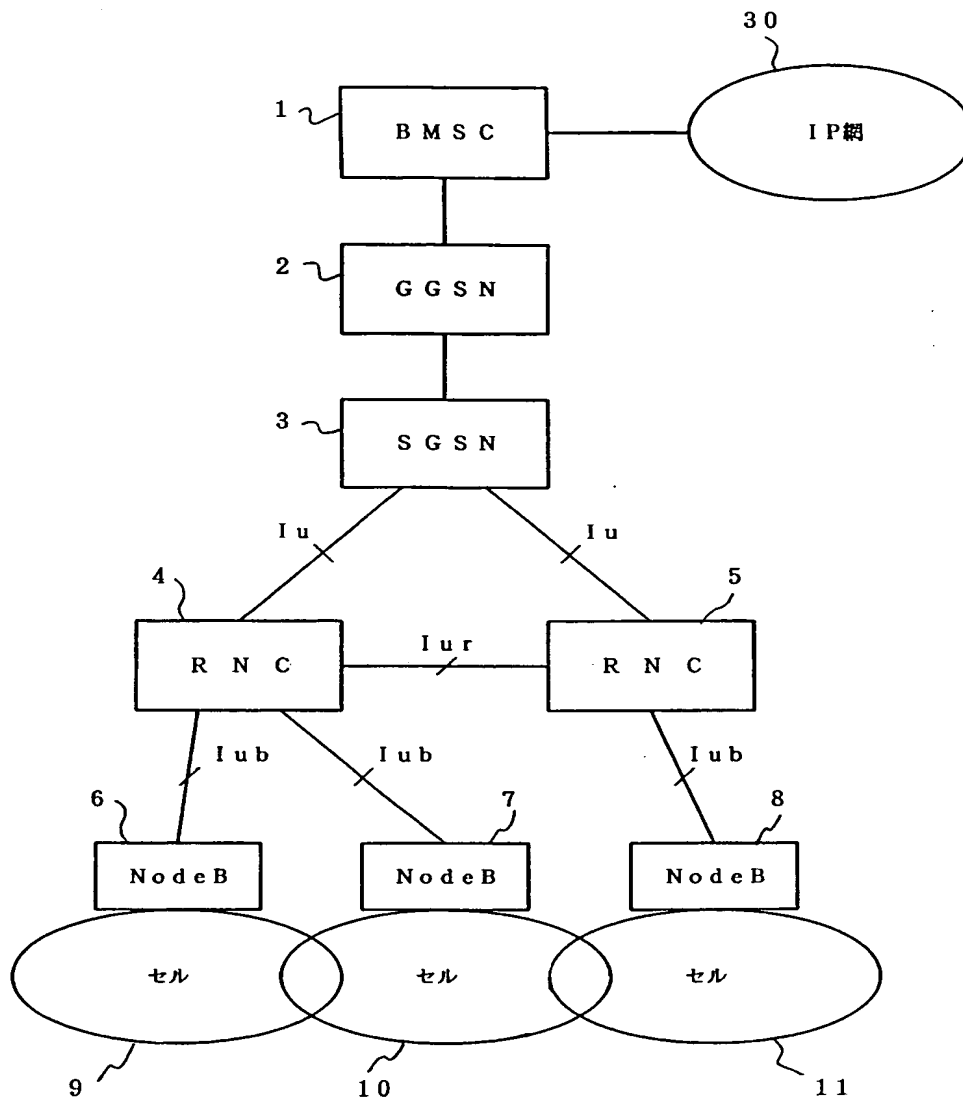 30
1
BMSC
IP網
2
GGSN
3
SGSN
Iu
Iu
4
5
RNC
Iur
RNC
Iub
Iub
Iub
6
7
8
NodeB
NodeB
NodeB
セル
セル
セル
9
10
11